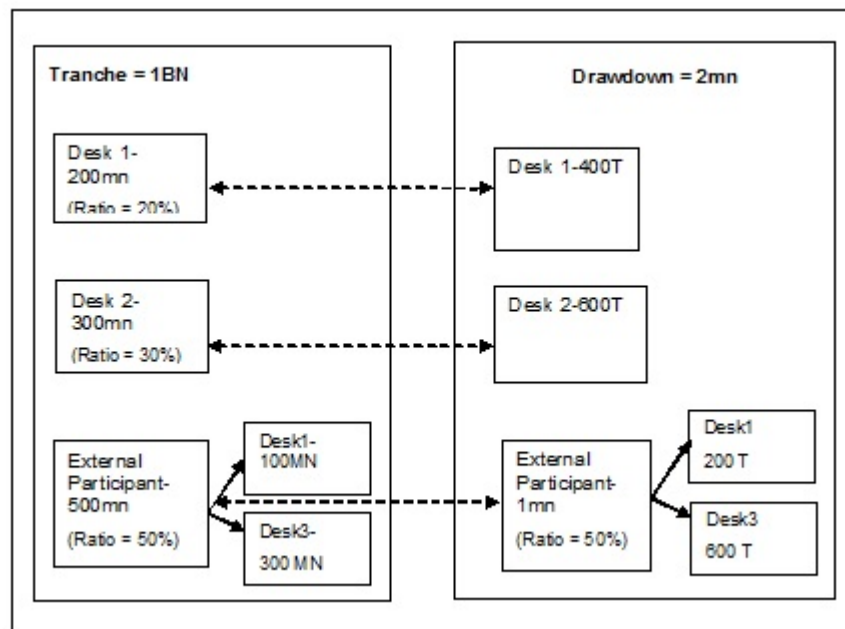 Tranche = 1BN
Desk 1-
200mn
(Ratio = 20%)
Desk 2-
300mn
(Ratio = 30%)
External
Participant-
500mn
(Ratio = 50%)
Desk1-
100MN
Desk3-
300 MN
Drawdown = 2mn
Desk 1-400T
Desk 2-600T
External
Participant-
1mn
(Ratio = 50%)
Desk1
200 T
Desk3
600 T